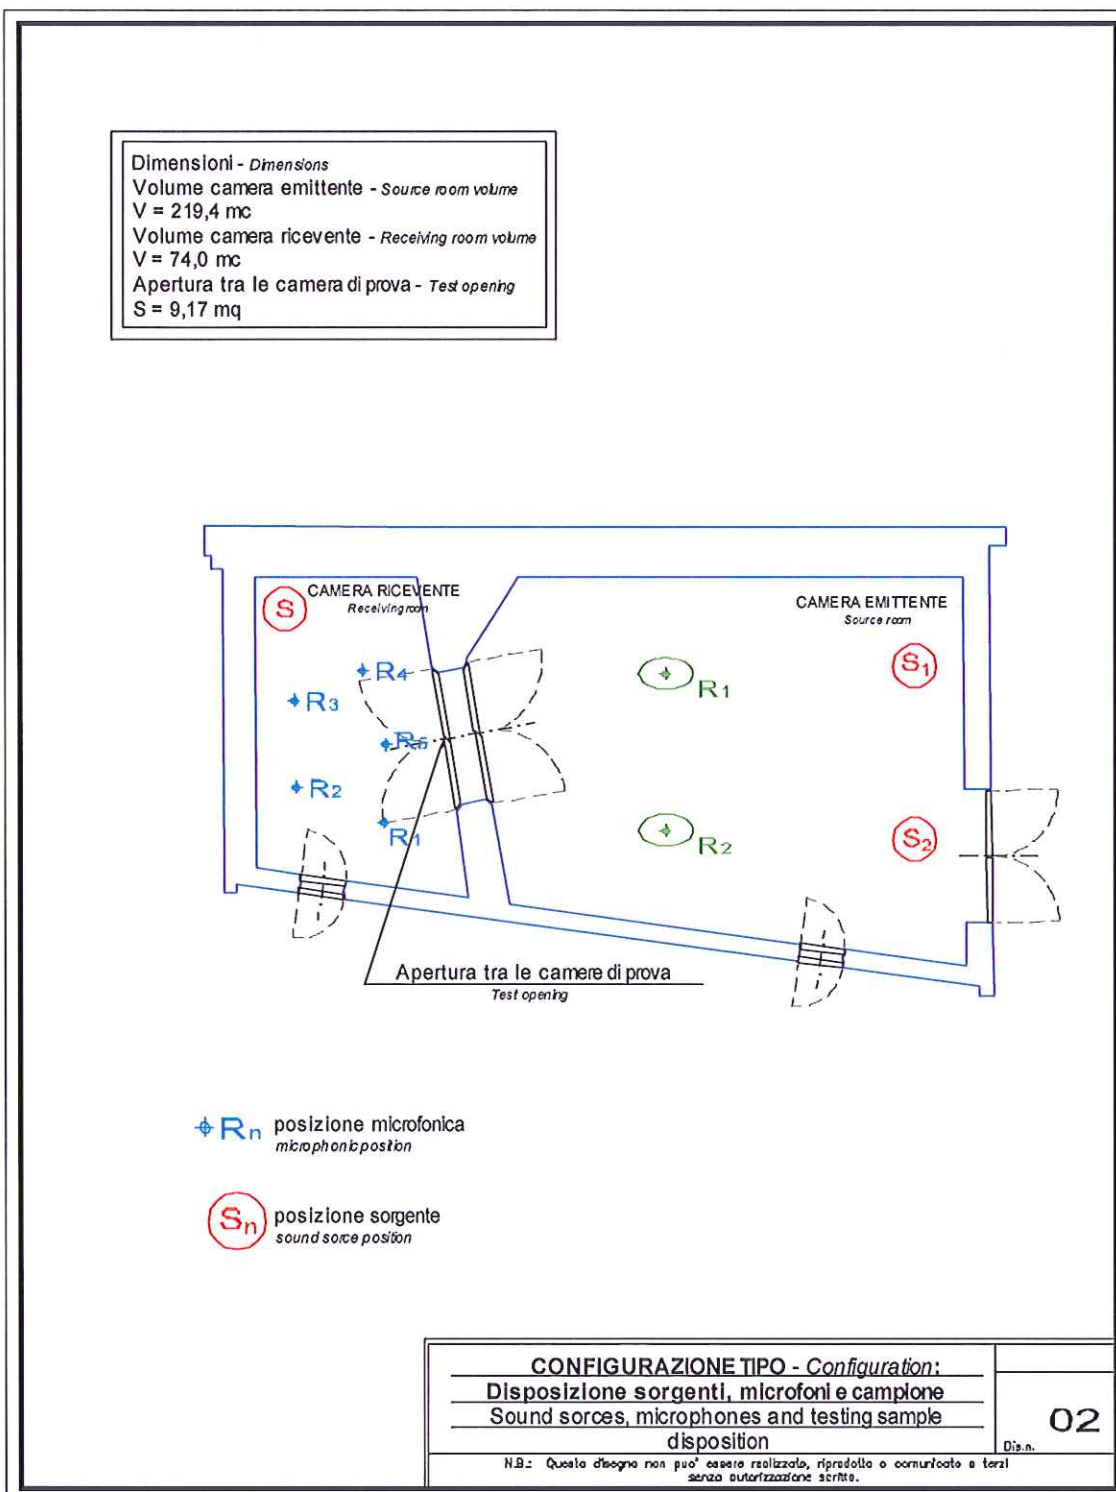 Dimensioni - Dimensions
Volume camera emittente - Source room volume
V = 219,4 mc
Volume camera ricevente - Receiving room volume
V = 74,0 mc
Apertura tra le camera di prova - Test opening
S = 9,17 mq
CAMERA RICEVENTE
Receiving room
S
R4
R3
R5
R2
R1
CAMERA EMITTENTE
Source room
S1
R1
S2
R2
Apertura tra le camere di prova
Test opening
Rn posizione microfonica
microphonic position
Sn posizione sorgente
sound sorce position
CONFIGURAZIONE TIPO - Configuration:
Disposizione sorgenti, microfoni e campione
Sound sorces, microphones and testing sample
disposition
Dis.n. 02
N.B.: Questo disegno non puo' essere realizzato, riprodotto o comunicato a terzi
senza autorizzazione scritta.